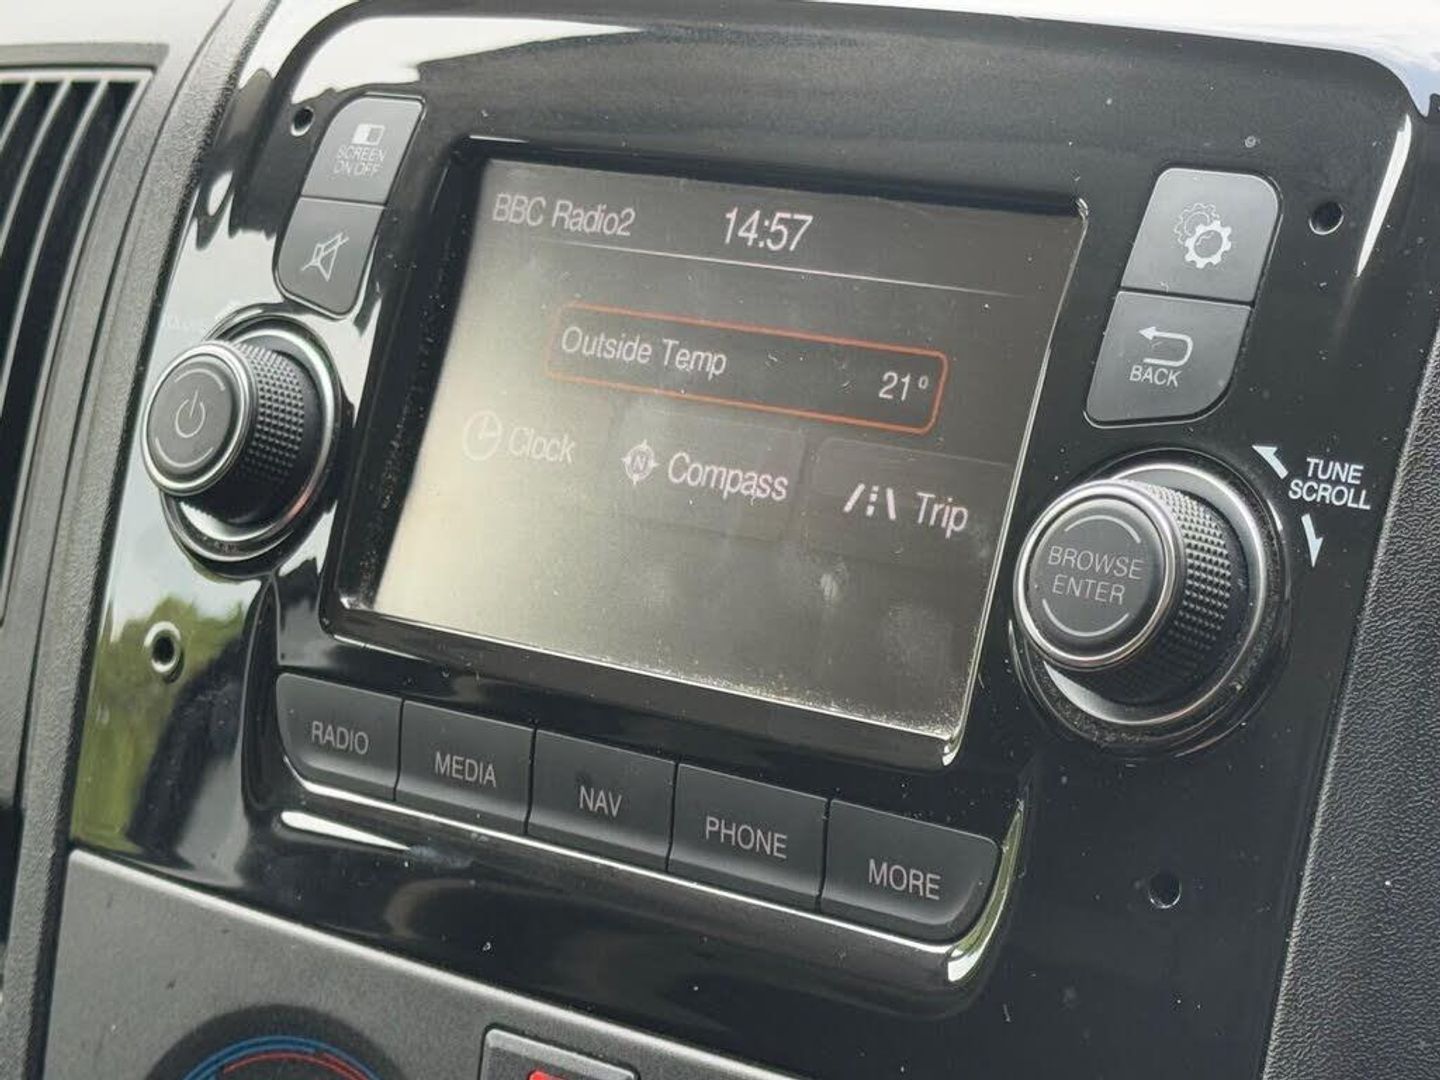 SCREEN
ON OFF
BBC Radio2
14:57
Outside Temp
21°
Clock
N
Compass
Trip
BACK
TUNE
SCROLL
BROWSE
ENTER
RADIO
MEDIA
NAV
PHONE
MORE